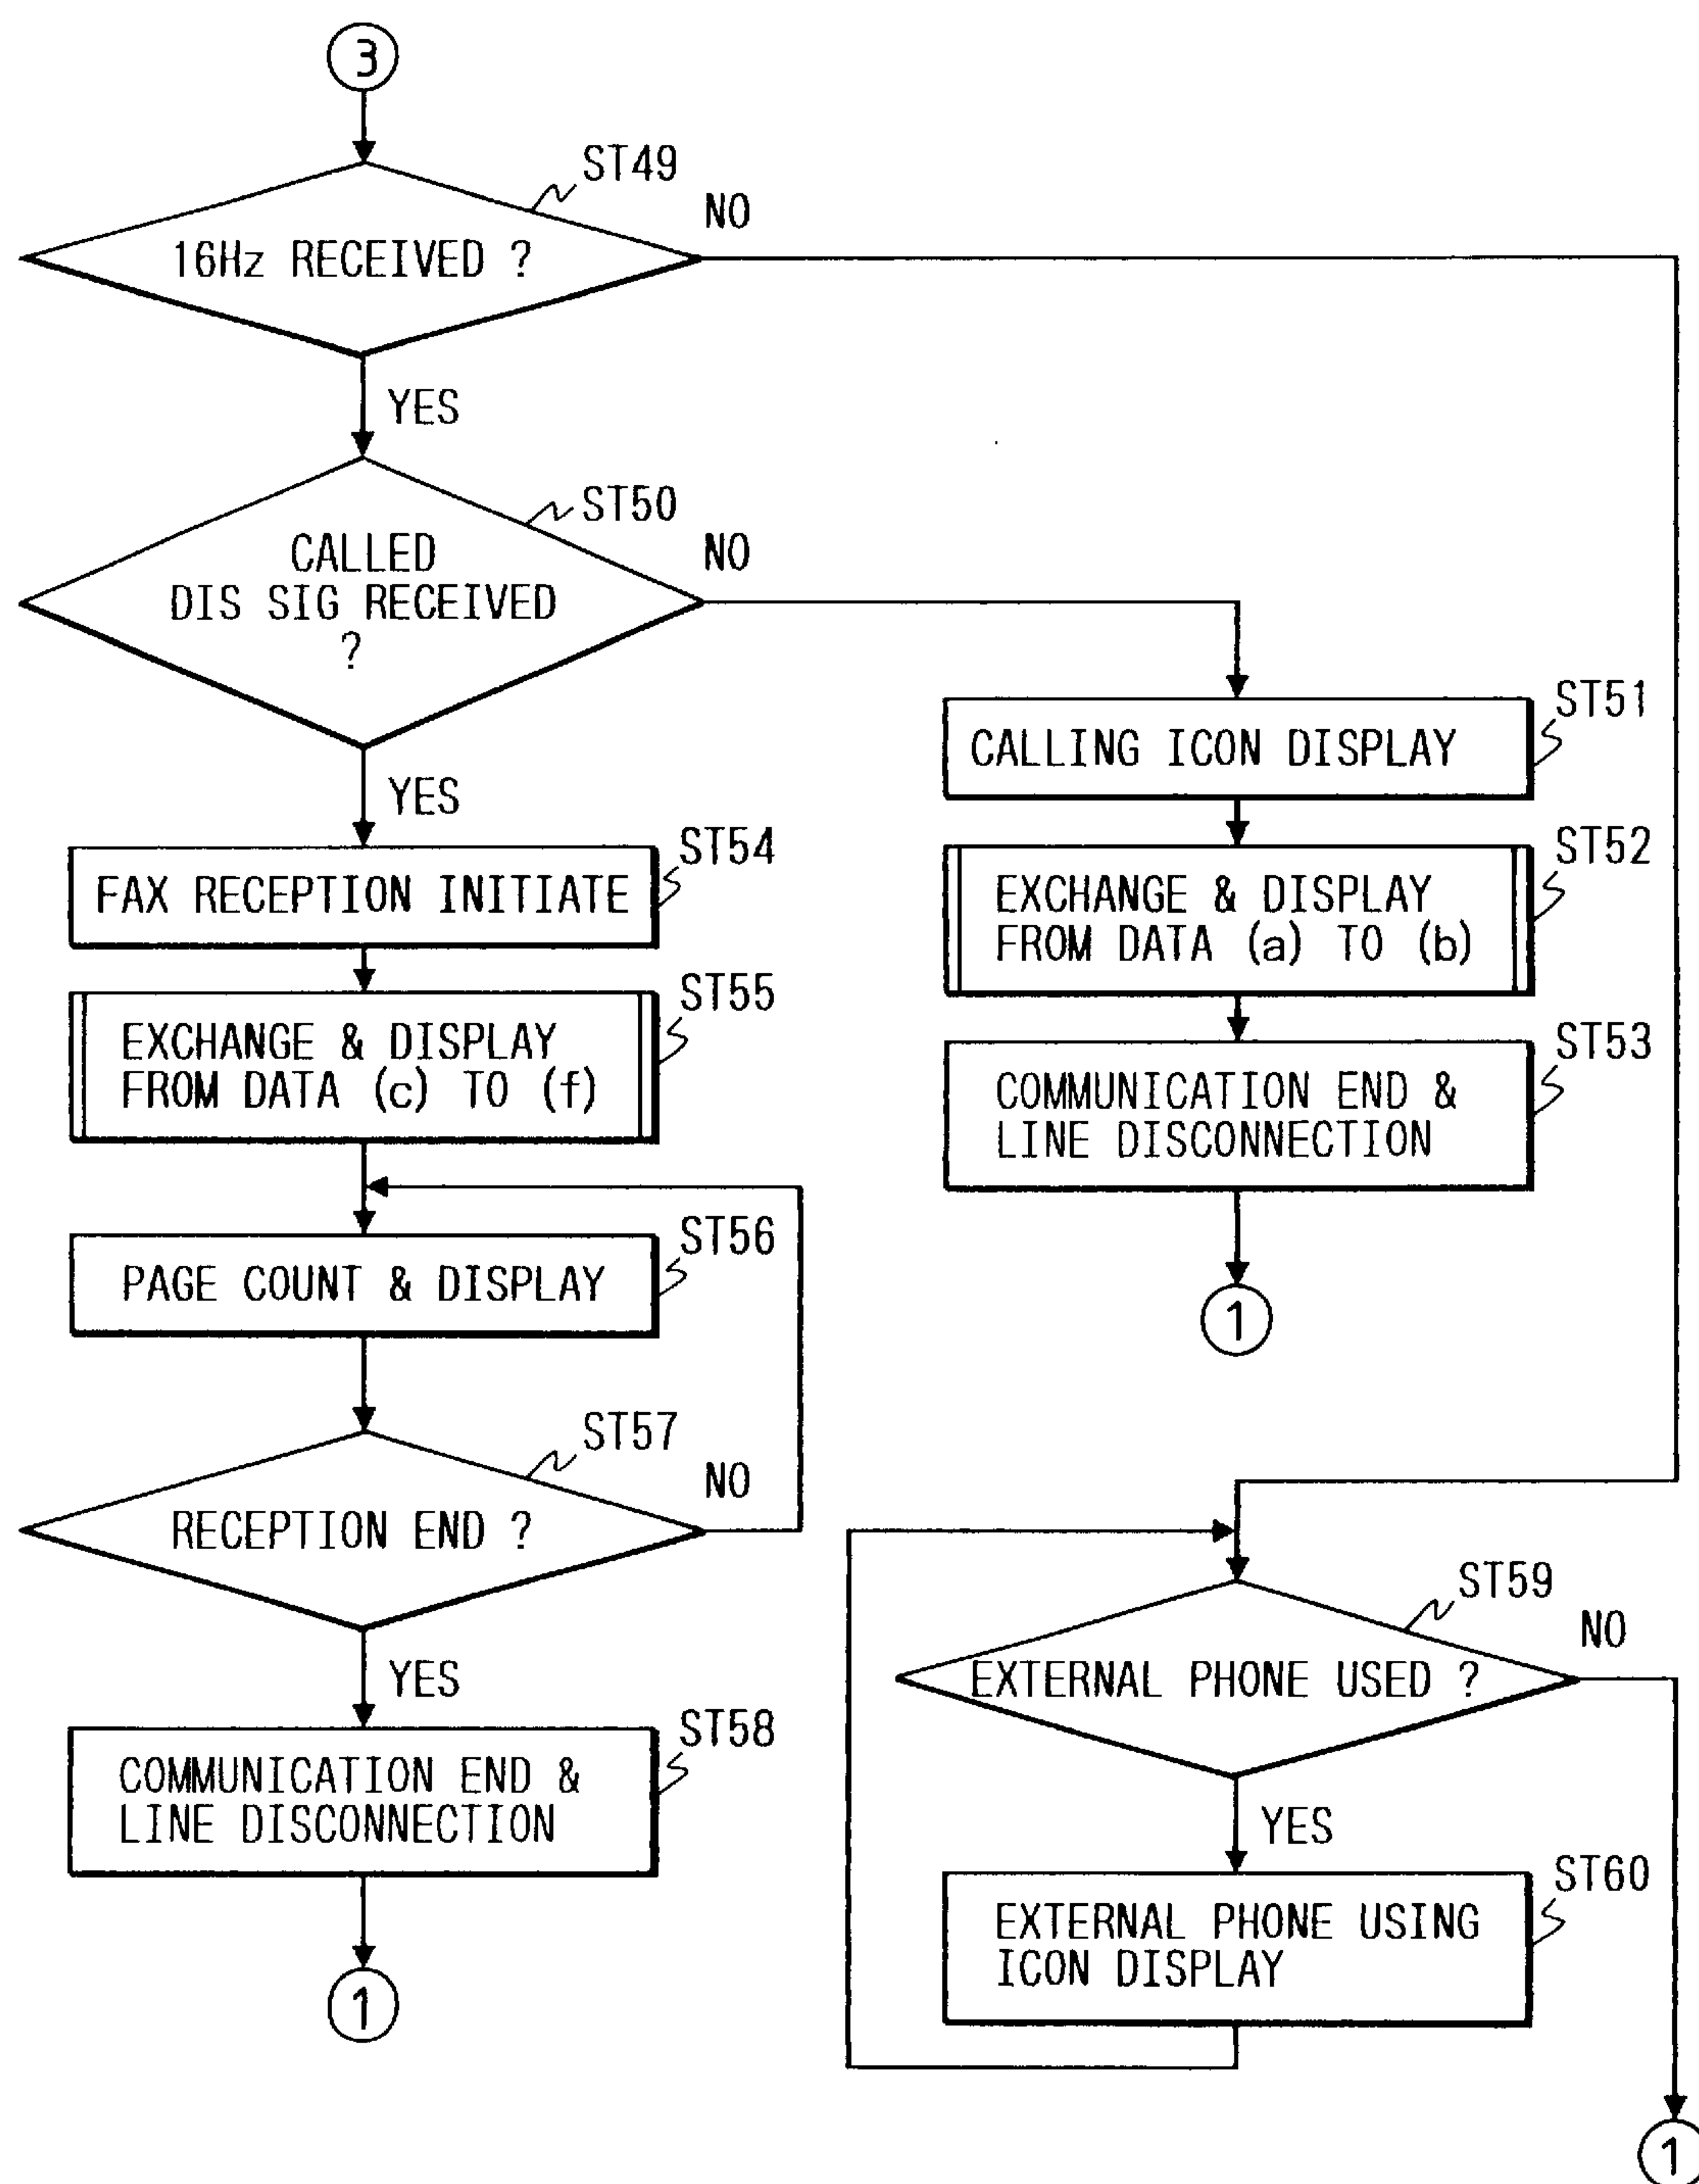 3
ST49
NO
16Hz RECEIVED ?
YES
ST50
NO
CALLED
DIS SIG RECEIVED
?
YES
ST51
CALLING ICON DISPLAY
ST52
EXCHANGE & DISPLAY
FROM DATA (a) TO (b)
ST53
COMMUNICATION END &
LINE DISCONNECTION
1
ST54
FAX RECEPTION INITIATE
ST55
EXCHANGE & DISPLAY
FROM DATA (c) TO (f)
ST56
PAGE COUNT & DISPLAY
ST57
NO
RECEPTION END ?
YES
ST58
COMMUNICATION END &
LINE DISCONNECTION
1
ST59
NO
EXTERNAL PHONE USED ?
YES
ST60
EXTERNAL PHONE USING
ICON DISPLAY
1